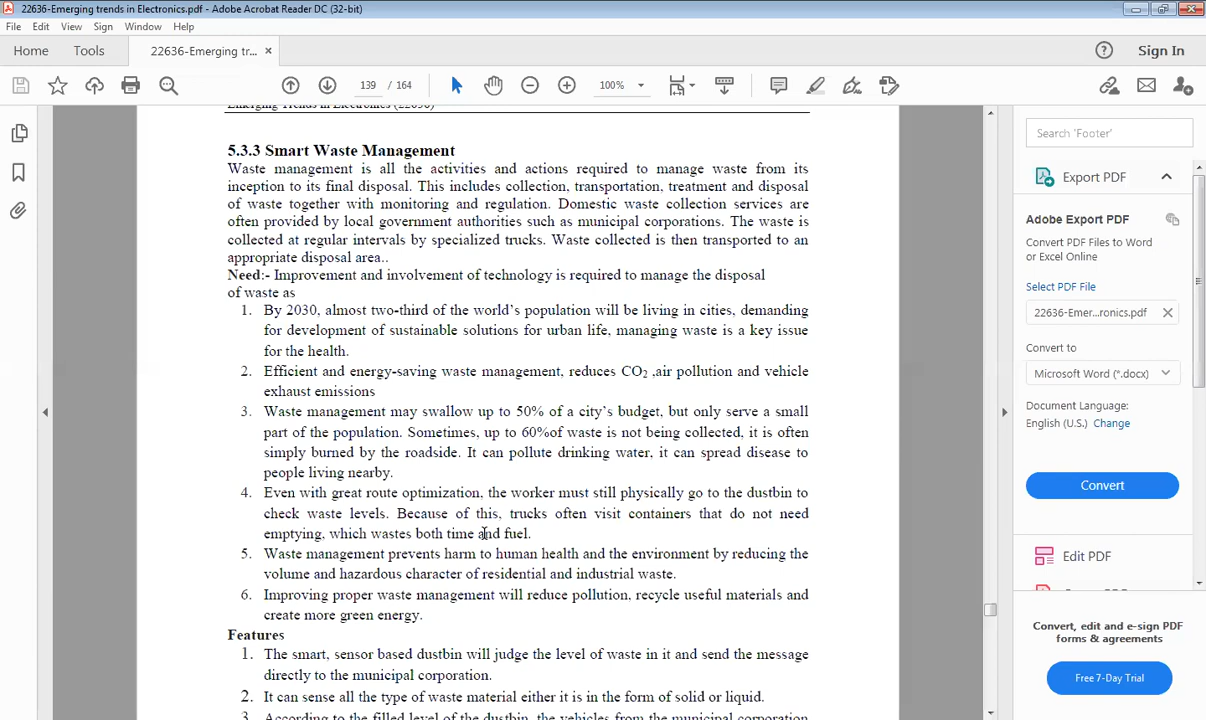 22636-Emerging trends in Electronics.pdf - Adobe Acrobat Reader DC (32-bit)
File Edit View Sign Window Help
Home Tools 22636-Emerging tr... × Sign In
139 / 164 100%
Emerging Trends in Electronics (22636)
5.3.3 Smart Waste Management
Waste management is all the activities and actions required to manage waste from its
inception to its final disposal. This includes collection, transportation, treatment and disposal
of waste together with monitoring and regulation. Domestic waste collection services are
often provided by local government authorities such as municipal corporations. The waste is
collected at regular intervals by specialized trucks. Waste collected is then transported to an
appropriate disposal area..
Need:- Improvement and involvement of technology is required to manage the disposal
of waste as
1. By 2030, almost two-third of the world's population will be living in cities, demanding
for development of sustainable solutions for urban life, managing waste is a key issue
for the health.
2. Efficient and energy-saving waste management, reduces CO2 ,air pollution and vehicle
exhaust emissions
3. Waste management may swallow up to 50% of a city's budget, but only serve a small
part of the population. Sometimes, up to 60%of waste is not being collected, it is often
simply burned by the roadside. It can pollute drinking water, it can spread disease to
people living nearby.
4. Even with great route optimization, the worker must still physically go to the dustbin to
check waste levels. Because of this, trucks often visit containers that do not need
emptying, which wastes both time and fuel.
5. Waste management prevents harm to human health and the environment by reducing the
volume and hazardous character of residential and industrial waste.
6. Improving proper waste management will reduce pollution, recycle useful materials and
create more green energy.
Features
1. The smart, sensor based dustbin will judge the level of waste in it and send the message
directly to the municipal corporation.
2. It can sense all the type of waste material either it is in the form of solid or liquid.
3. According to the filled level of the dustbin, the vehicles from the municipal corporation
Search 'Footer'
Export PDF
Adobe Export PDF
Convert PDF Files to Word
or Excel Online
Select PDF File
22636-Emer...ronics.pdf
Convert to
Microsoft Word (*.docx)
Document Language:
English (U.S.) Change
Convert
Edit PDF
Convert, edit and e-sign PDF
forms & agreements
Free 7-Day Trial